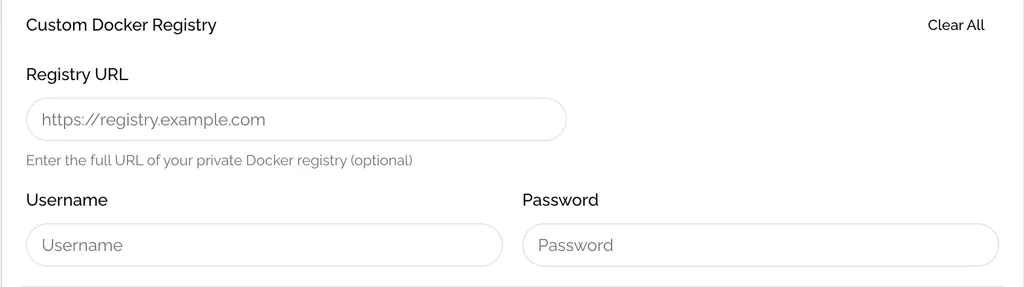 Custom Docker Registry
Clear All
Registry URL
https://registry.example.com
Enter the full URL of your private Docker registry (optional)
Username
Password
Username
Password